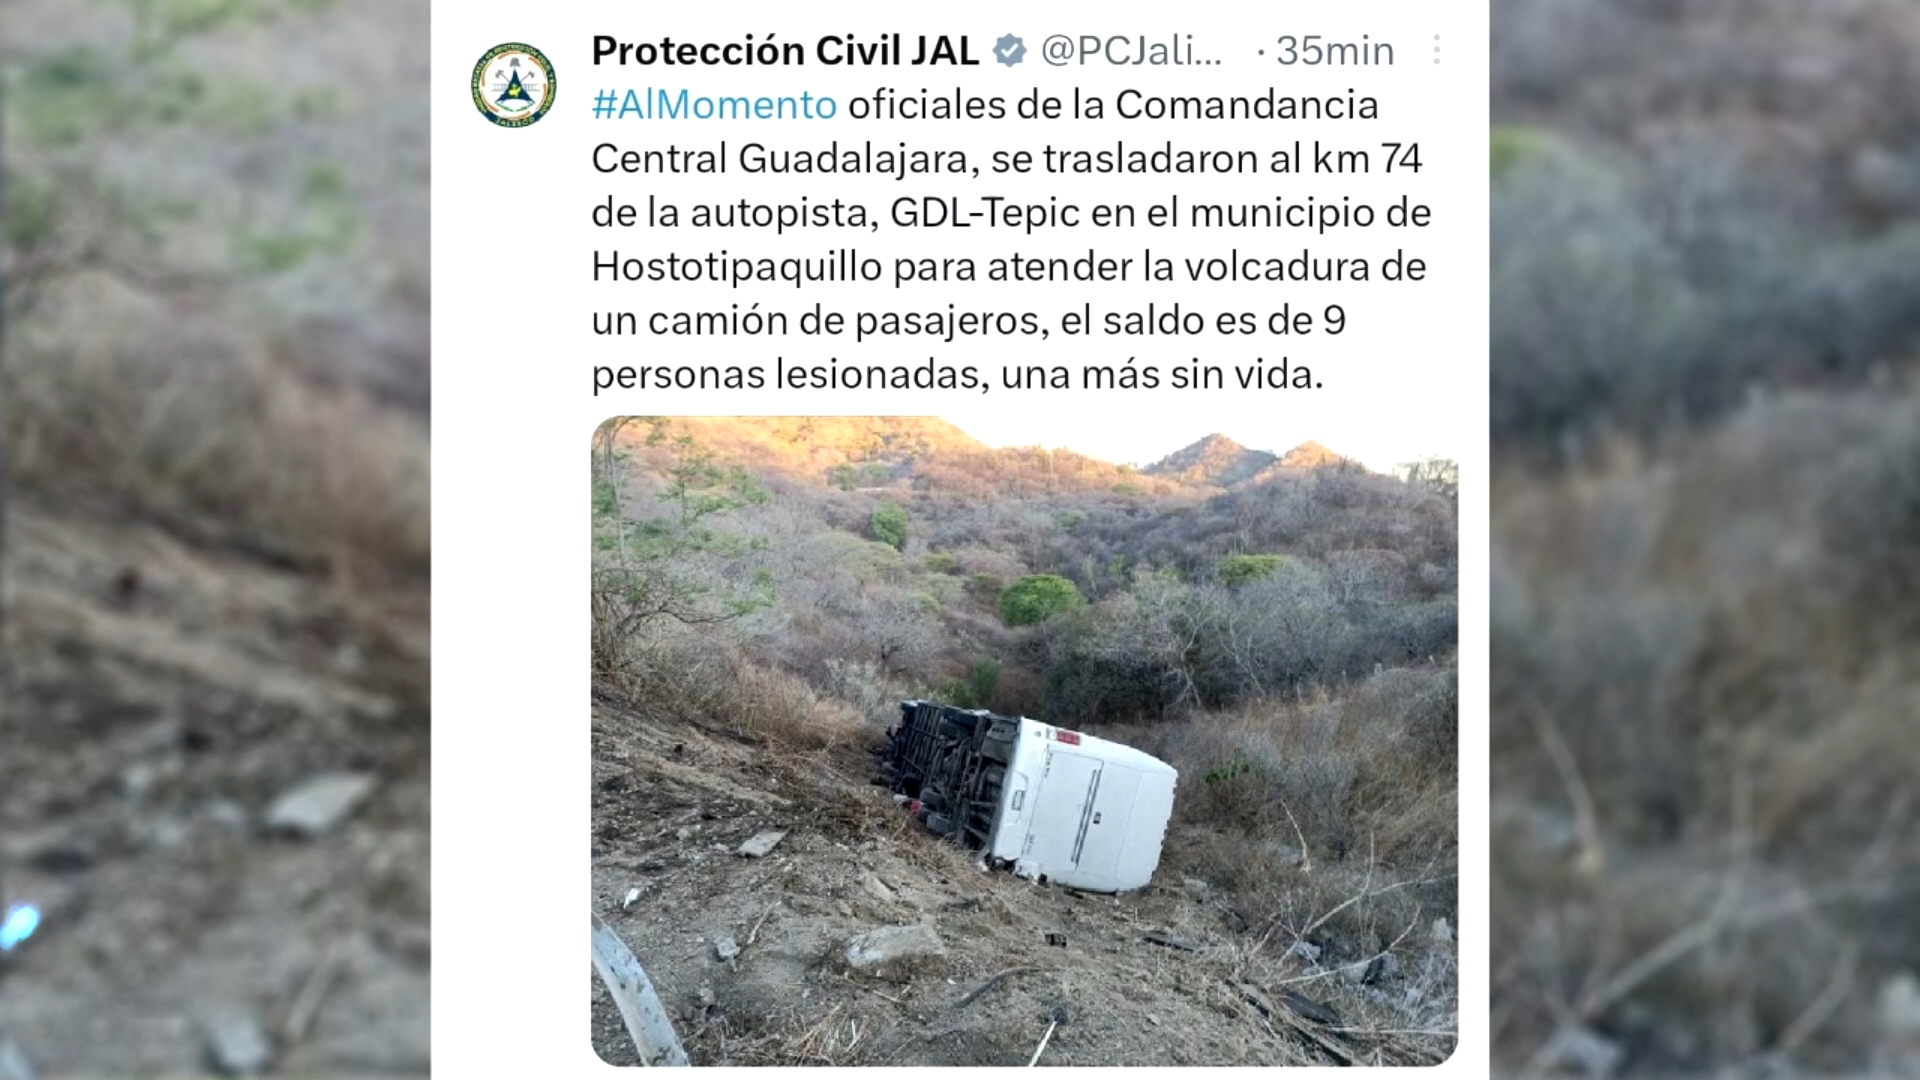 Protección Civil JAL @PCJali... · 35min
#AlMomento oficiales de la Comandancia
Central Guadalajara, se trasladaron al km 74
de la autopista, GDL-Tepic en el municipio de
Hostotipaquillo para atender la volcadura de
un camión de pasajeros, el saldo es de 9
personas lesionadas, una más sin vida.